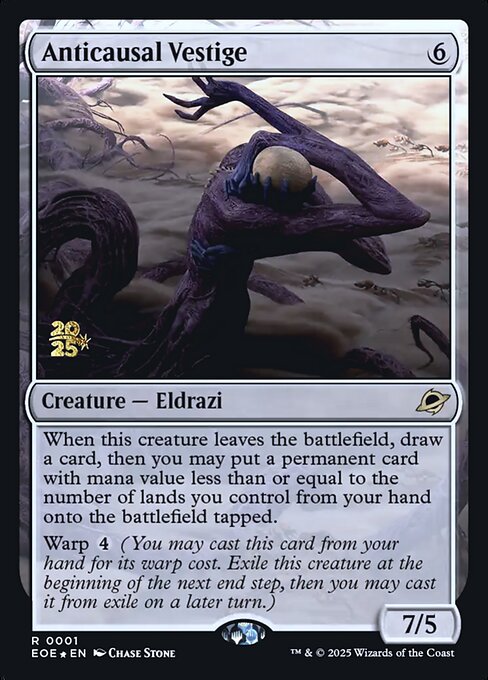 Anticausal Vestige 6
20
25
Creature — Eldrazi
When this creature leaves the battlefield, draw
a card, then you may put a permanent card
with mana value less than or equal to the
number of lands you control from your hand
onto the battlefield tapped.
Warp 4 (You may cast this card from your
hand for its warp cost. Exile this creature at the
beginning of the next end step, then you may cast
it from exile on a later turn.)
7/5
R 0001
EOE★EN Chase Stone
™ & © 2025 Wizards of the Coast